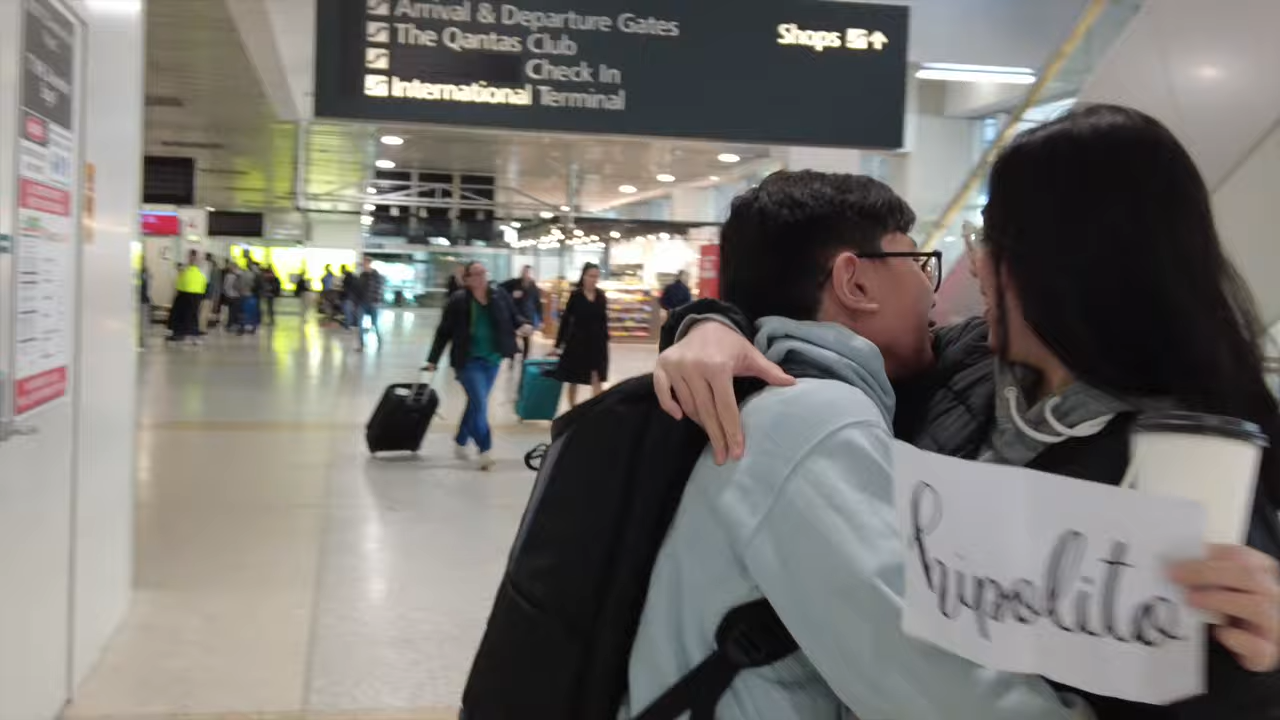 Arrival & Departure Gates
The Qantas Club
Check In
International Terminal
Shops
hipolito